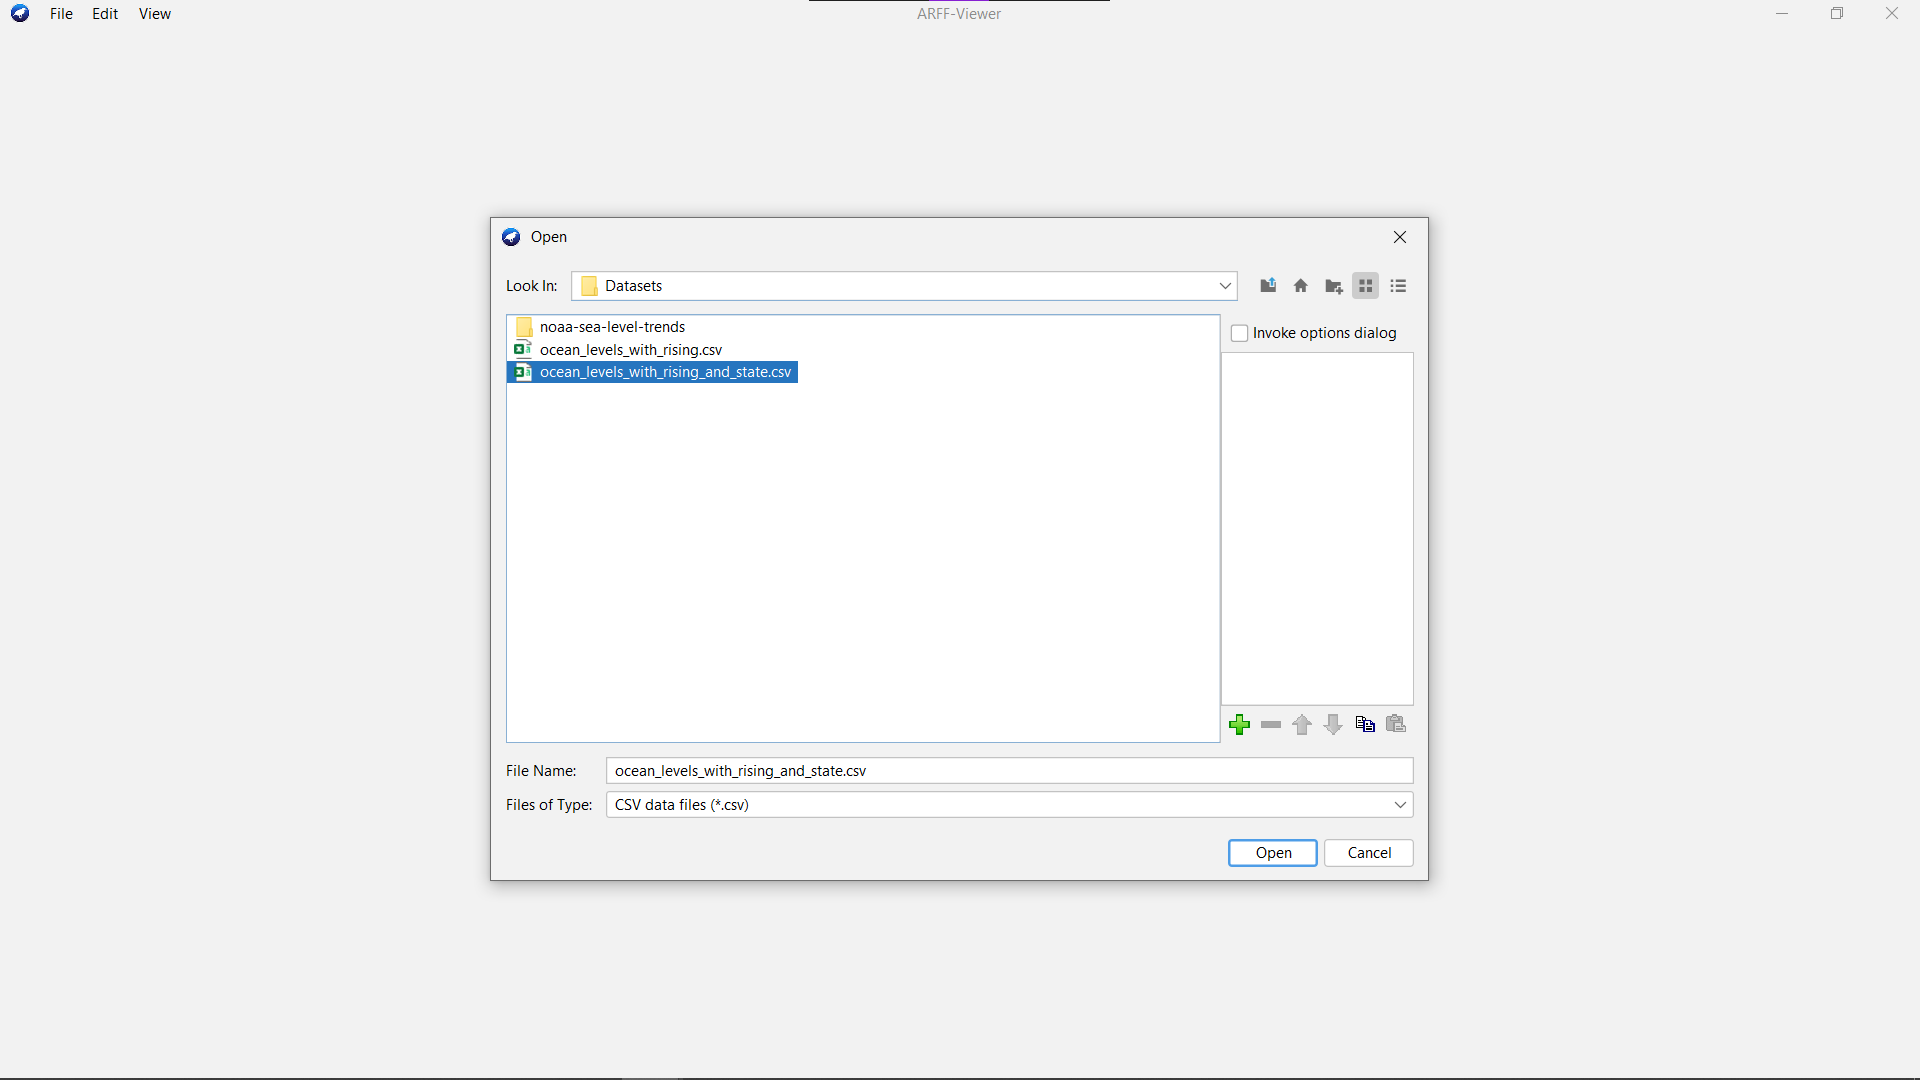 File Edit View
ARFF-Viewer
Open
Look In: Datasets
noaa-sea-level-trends
ocean_levels_with_rising.csv
ocean_levels_with_rising_and_state.csv
Invoke options dialog
File Name: ocean_levels_with_rising_and_state.csv
Files of Type: CSV data files (*.csv)
Open Cancel